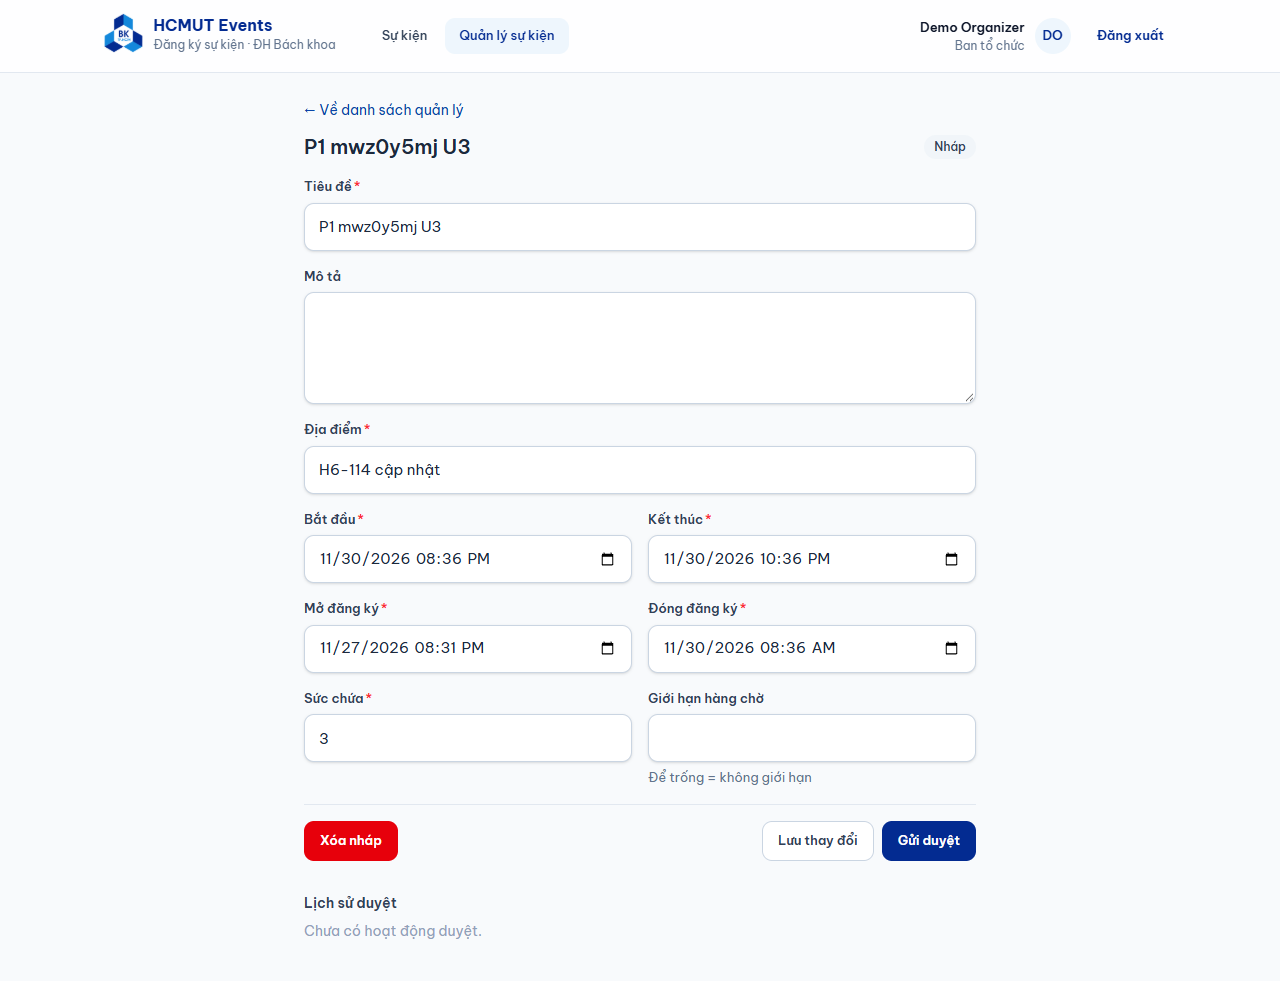 BK
HCMUT Events
Đăng ký sự kiện · ĐH Bách khoa
Sự kiện
Quản lý sự kiện
Demo Organizer
Ban tổ chức
DO
Đăng xuất
← Về danh sách quản lý
P1 mwz0y5mj U3
Nháp
Tiêu đề *
P1 mwz0y5mj U3
Mô tả
Địa điểm *
H6-114 cập nhật
Bắt đầu *
Kết thúc *
11/30/2026 08:36 PM
11/30/2026 10:36 PM
Mở đăng ký *
Đóng đăng ký *
11/27/2026 08:31 PM
11/30/2026 08:36 AM
Sức chứa *
Giới hạn hàng chờ
3
Để trống = không giới hạn
Xóa nháp
Lưu thay đổi
Gửi duyệt
Lịch sử duyệt
Chưa có hoạt động duyệt.